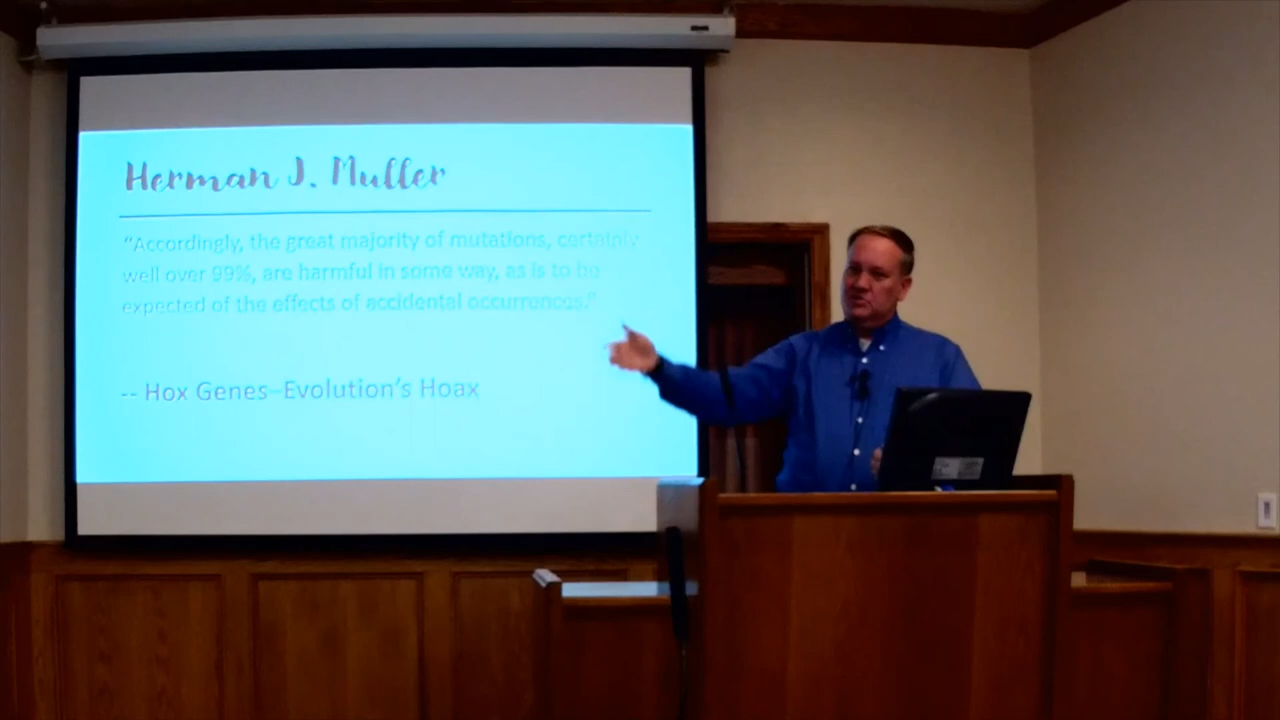 Herman J. Muller
"Accordingly, the great majority of mutations, certainly
well over 99%, are harmful in some way, as is to be
expected of the effects of accidental occurrences."
-- Hox Genes–Evolution's Hoax